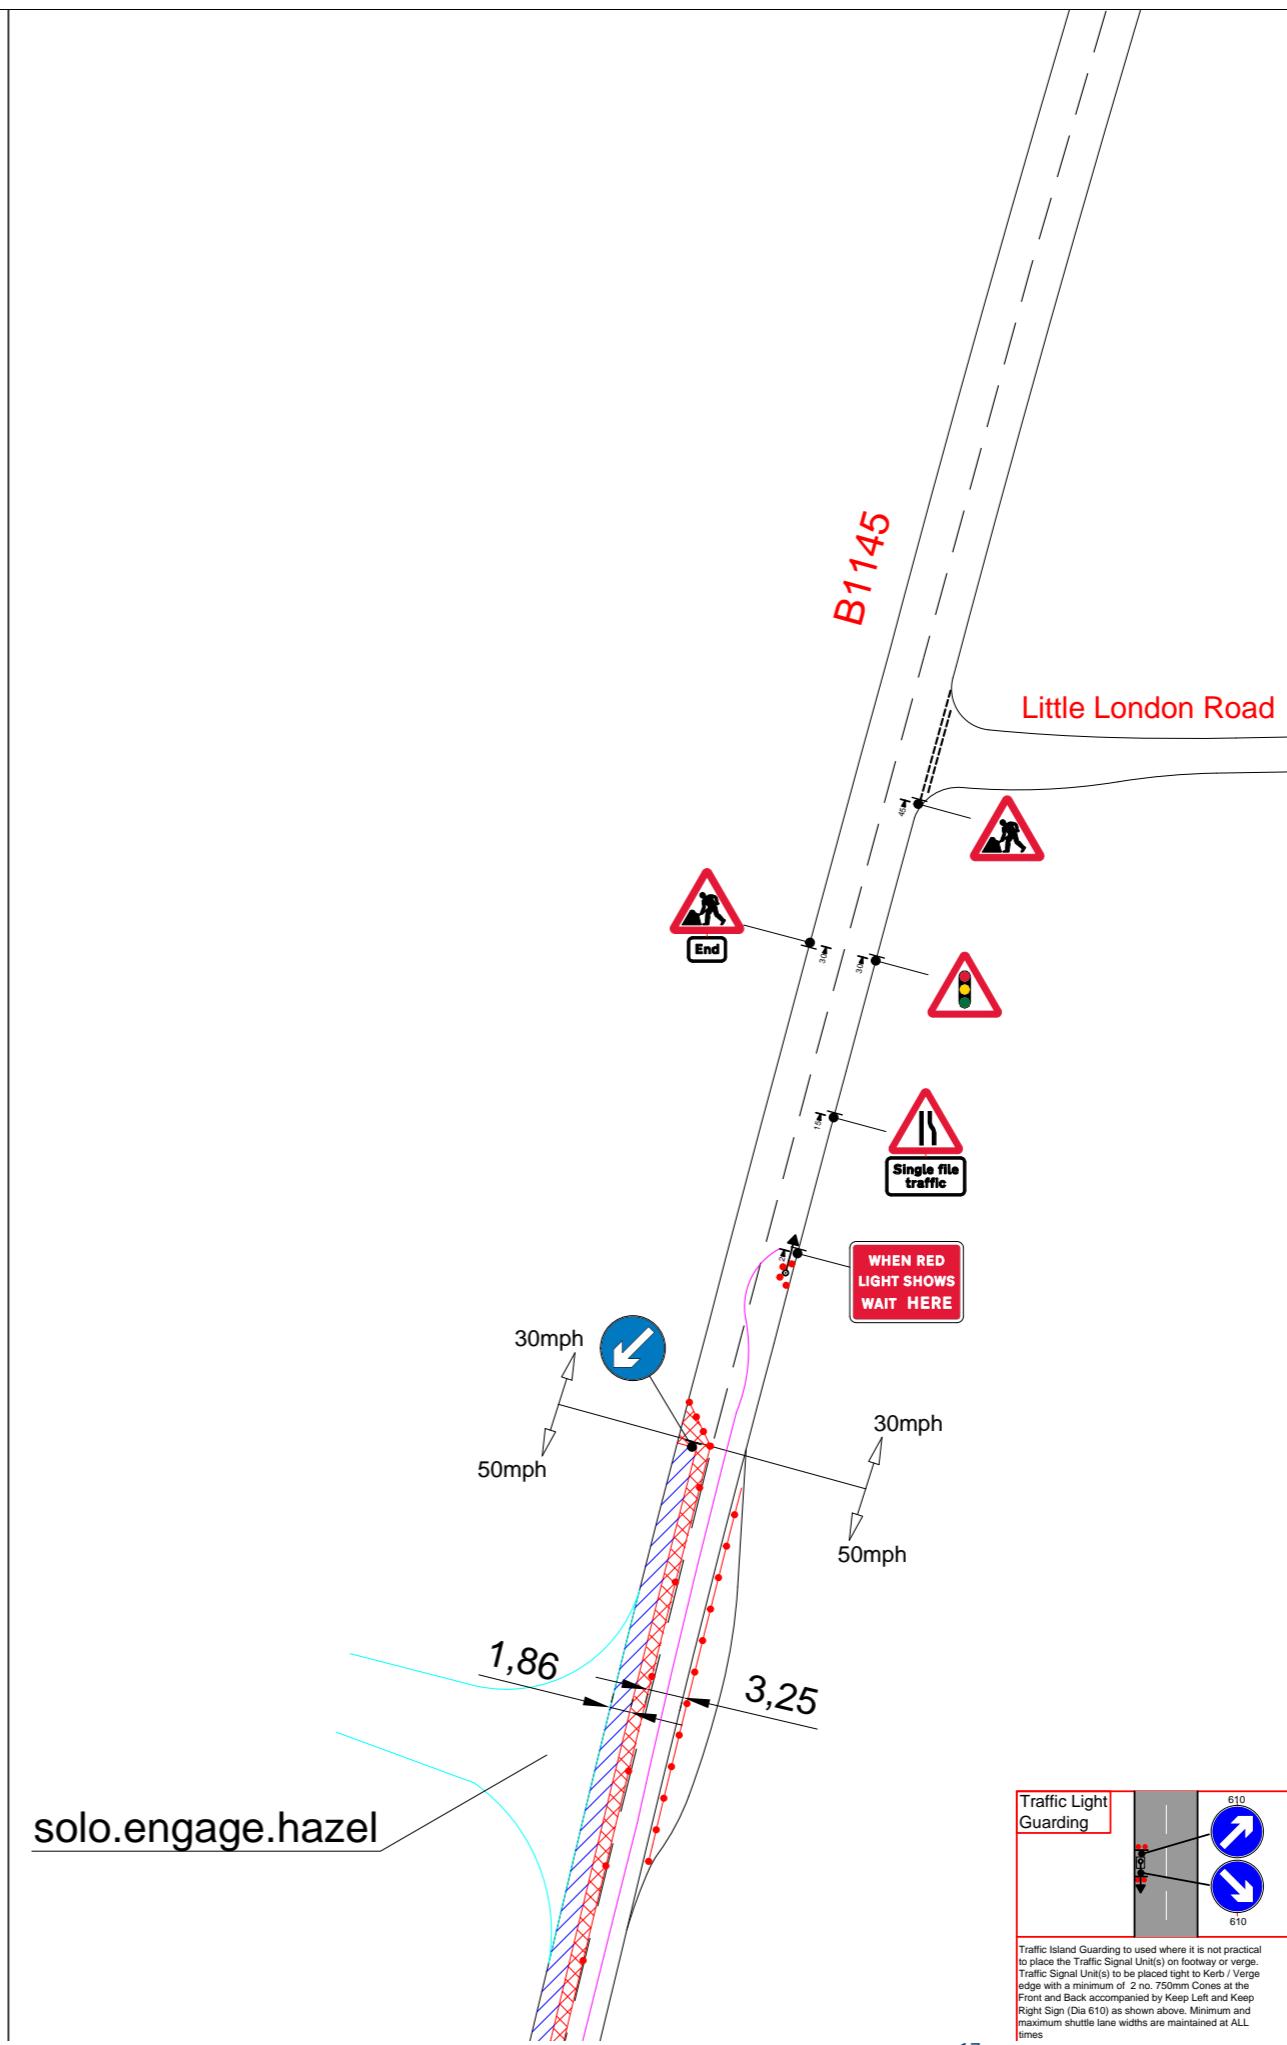 B1145
Little London Road
45
End
30
30
15
Single file
traffic
2
WHEN RED
LIGHT SHOWS
WAIT HERE
30mph
50mph
30mph
50mph
1,86
3,25
solo.engage.hazel
Traffic Light
Guarding
610
610
Traffic Island Guarding to used where it is not practical
to place the Traffic Signal Unit(s) on footway or verge.
Traffic Signal Unit(s) to be placed tight to Kerb / Verge
edge with a minimum of 2 no. 750mm Cones at the
Front and Back accompanied by Keep Left and Keep
Right Sign (Dia 610) as shown above. Minimum and
maximum shuttle lane widths are maintained at ALL
times